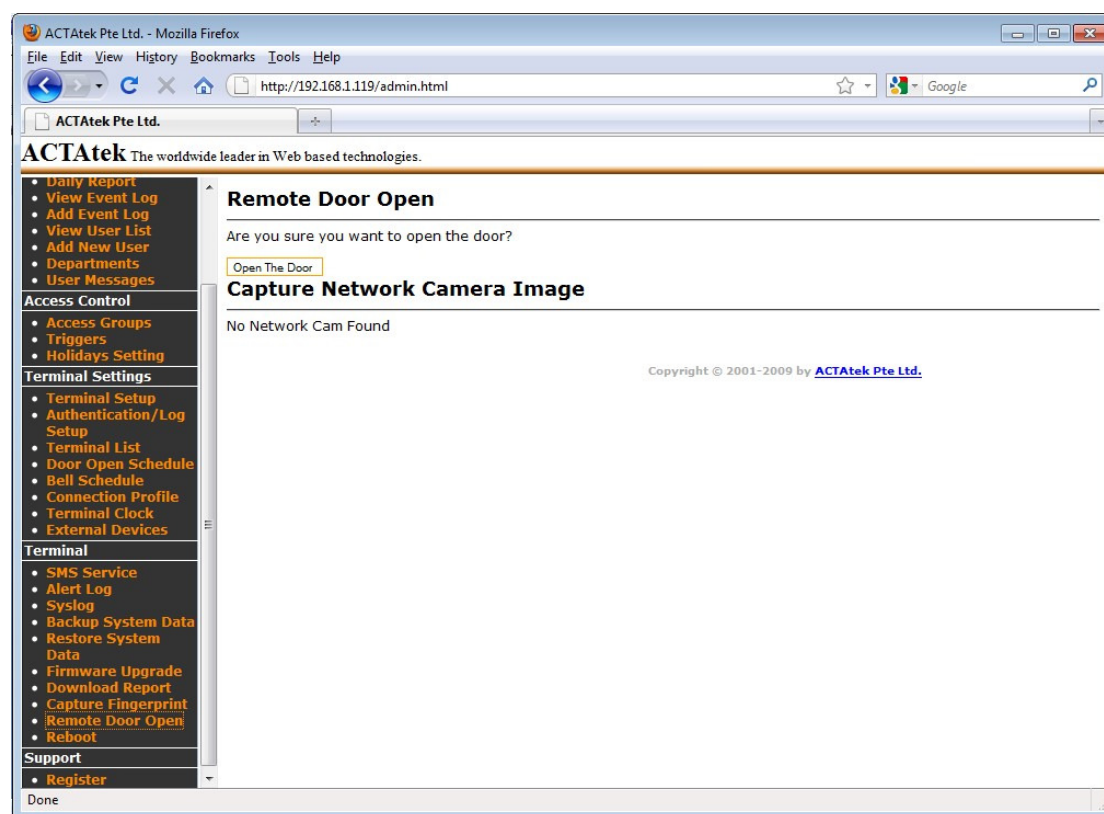 ACTAtek Pte Ltd. - Mozilla Firefox
File Edit View History Bookmarks Tools Help
http://192.168.1.119/admin.html
Google
ACTAtek Pte Ltd.
ACTAtek The worldwide leader in Web based technologies.
Daily Report
View Event Log
Add Event Log
View User List
Add New User
Departments
User Messages
Access Control
Access Groups
Triggers
Holidays Setting
Terminal Settings
Terminal Setup
Authentication/Log
Setup
Terminal List
Door Open Schedule
Bell Schedule
Connection Profile
Terminal Clock
External Devices
Terminal
SMS Service
Alert Log
Syslog
Backup System Data
Restore System
Data
Firmware Upgrade
Download Report
Capture Fingerprint
Remote Door Open
Reboot
Support
Register
Remote Door Open
Are you sure you want to open the door?
Open The Door
Capture Network Camera Image
No Network Cam Found
Copyright © 2001-2009 by ACTAtek Pte Ltd.
Done